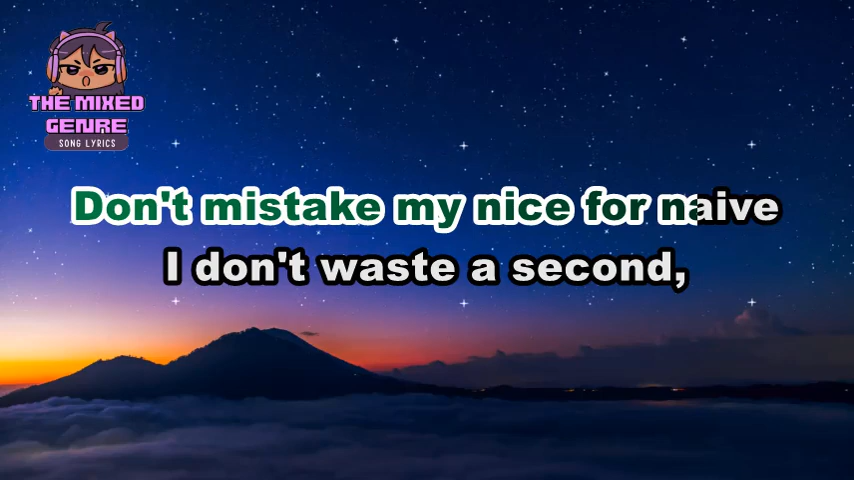 THE MIXED
GENRE
SONG LYRICS
Don't mistake my nice for naive
I don't waste a second,